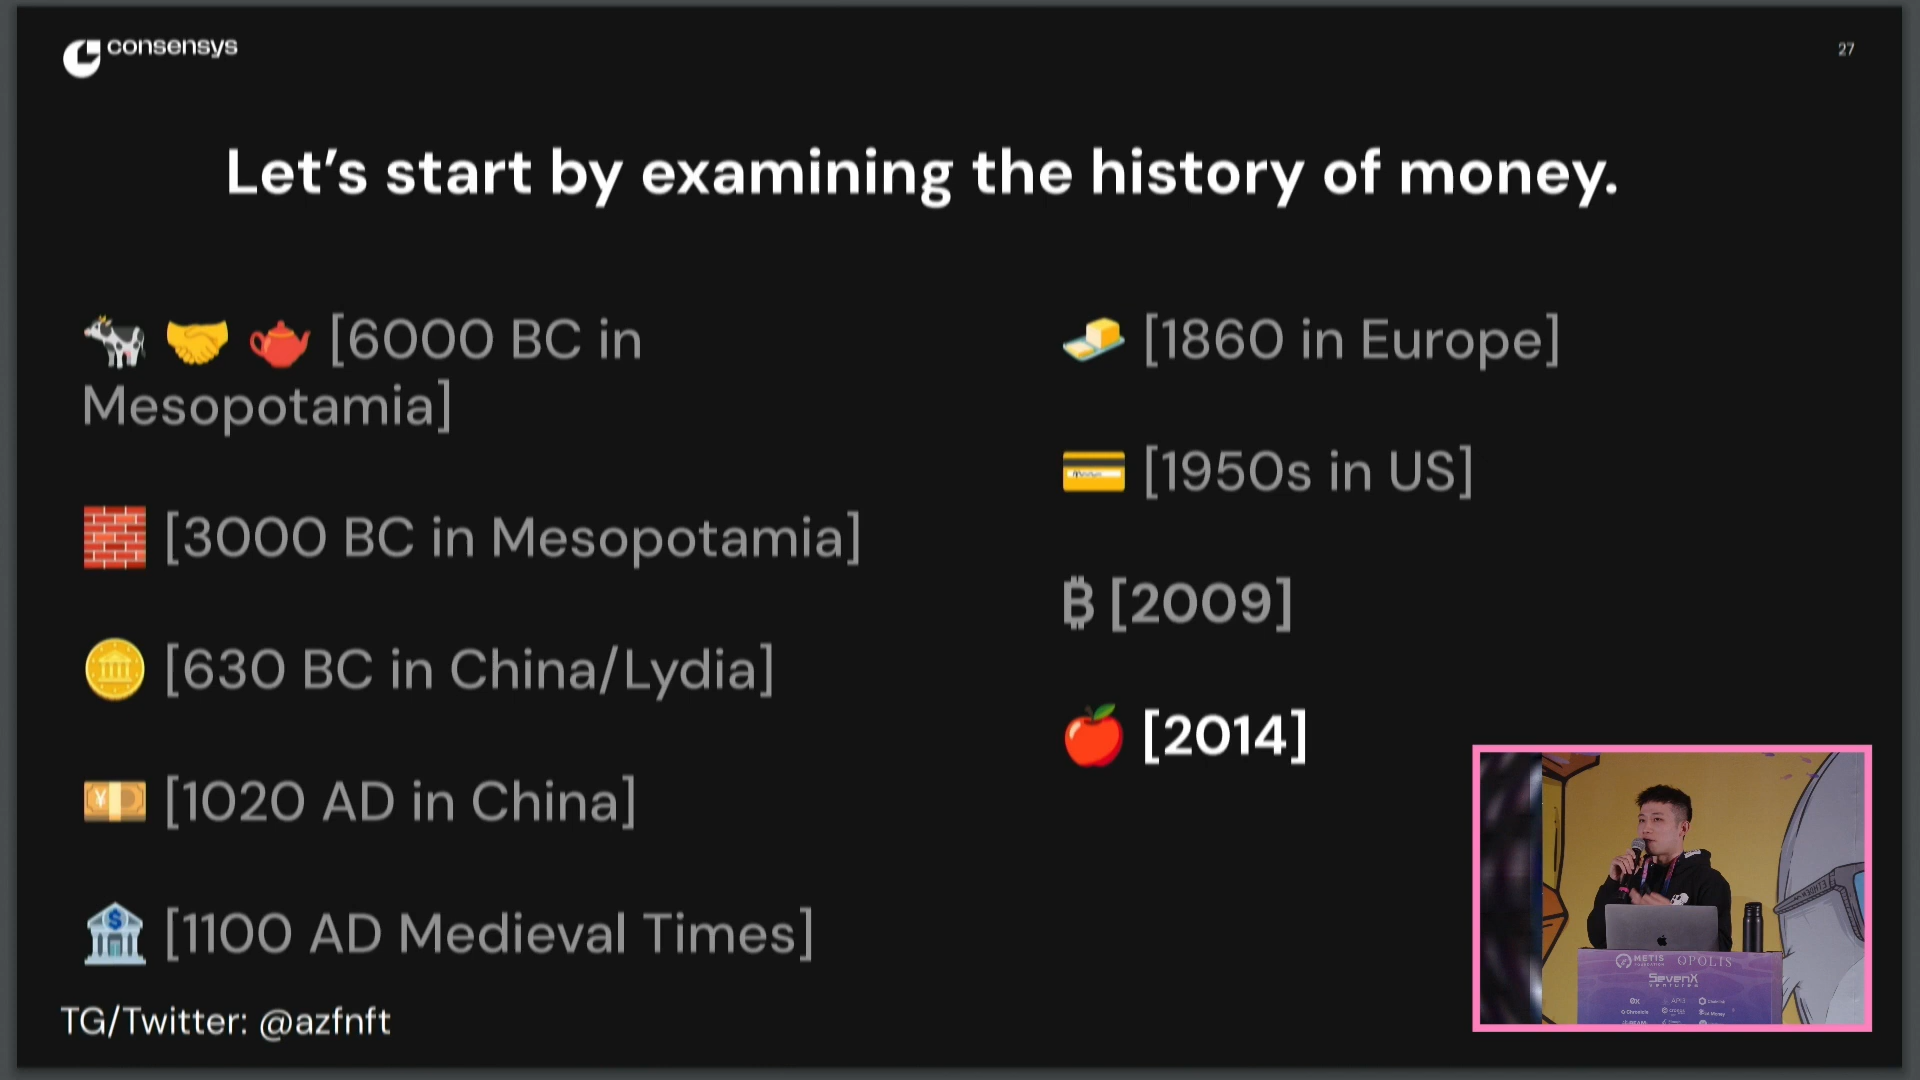 consensys
27
Let’s start by examining the history of money.
[6000 BC in
Mesopotamia]
[3000 BC in Mesopotamia]
[630 BC in China/Lydia]
[1020 AD in China]
[1100 AD Medieval Times]
[1860 in Europe]
[1950s in US]
₿ [2009]
[2014]
TG/Twitter: @azfnft
METIS
OPOLIS
SevenX
VENTURES
API3